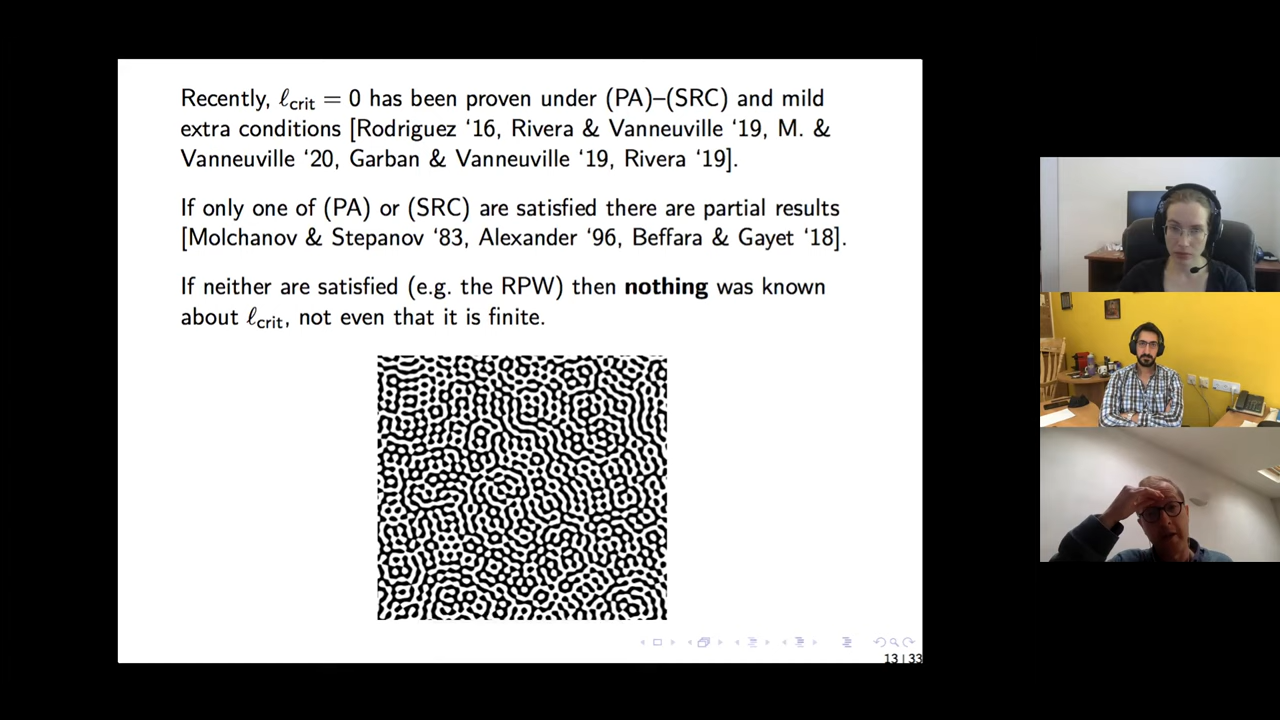 Recently, ℓcrit = 0 has been proven under (PA)–(SRC) and mild
extra conditions [Rodriguez ‘16, Rivera & Vanneuville ‘19, M. &
Vanneuville ‘20, Garban & Vanneuville ‘19, Rivera ‘19].
If only one of (PA) or (SRC) are satisfied there are partial results
[Molchanov & Stepanov ‘83, Alexander ‘96, Beffara & Gayet ‘18].
If neither are satisfied (e.g. the RPW) then nothing was known
about ℓcrit, not even that it is finite.
13 | 33